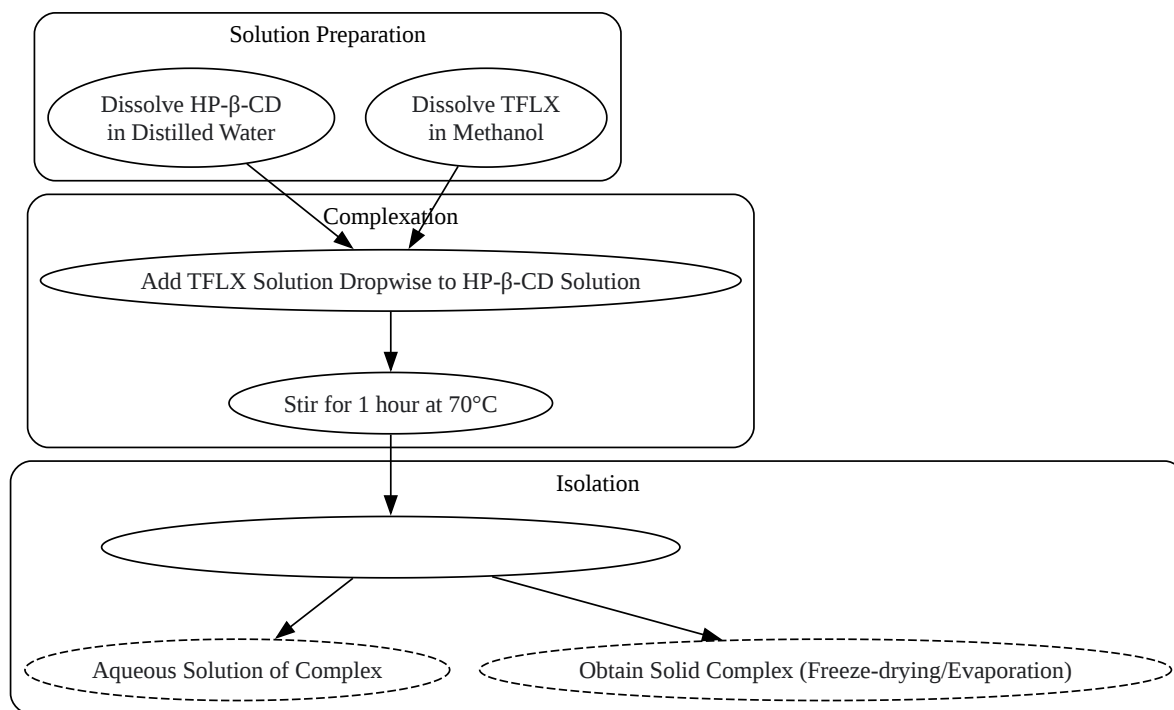 Solution Preparation
Dissolve HP-β-CD
in Distilled Water
Dissolve TFLX
in Methanol
Complexation
Add TFLX Solution Dropwise to HP-β-CD Solution
Stir for 1 hour at 70°C
Isolation
Aqueous Solution of Complex
Obtain Solid Complex (Freeze-drying/Evaporation)